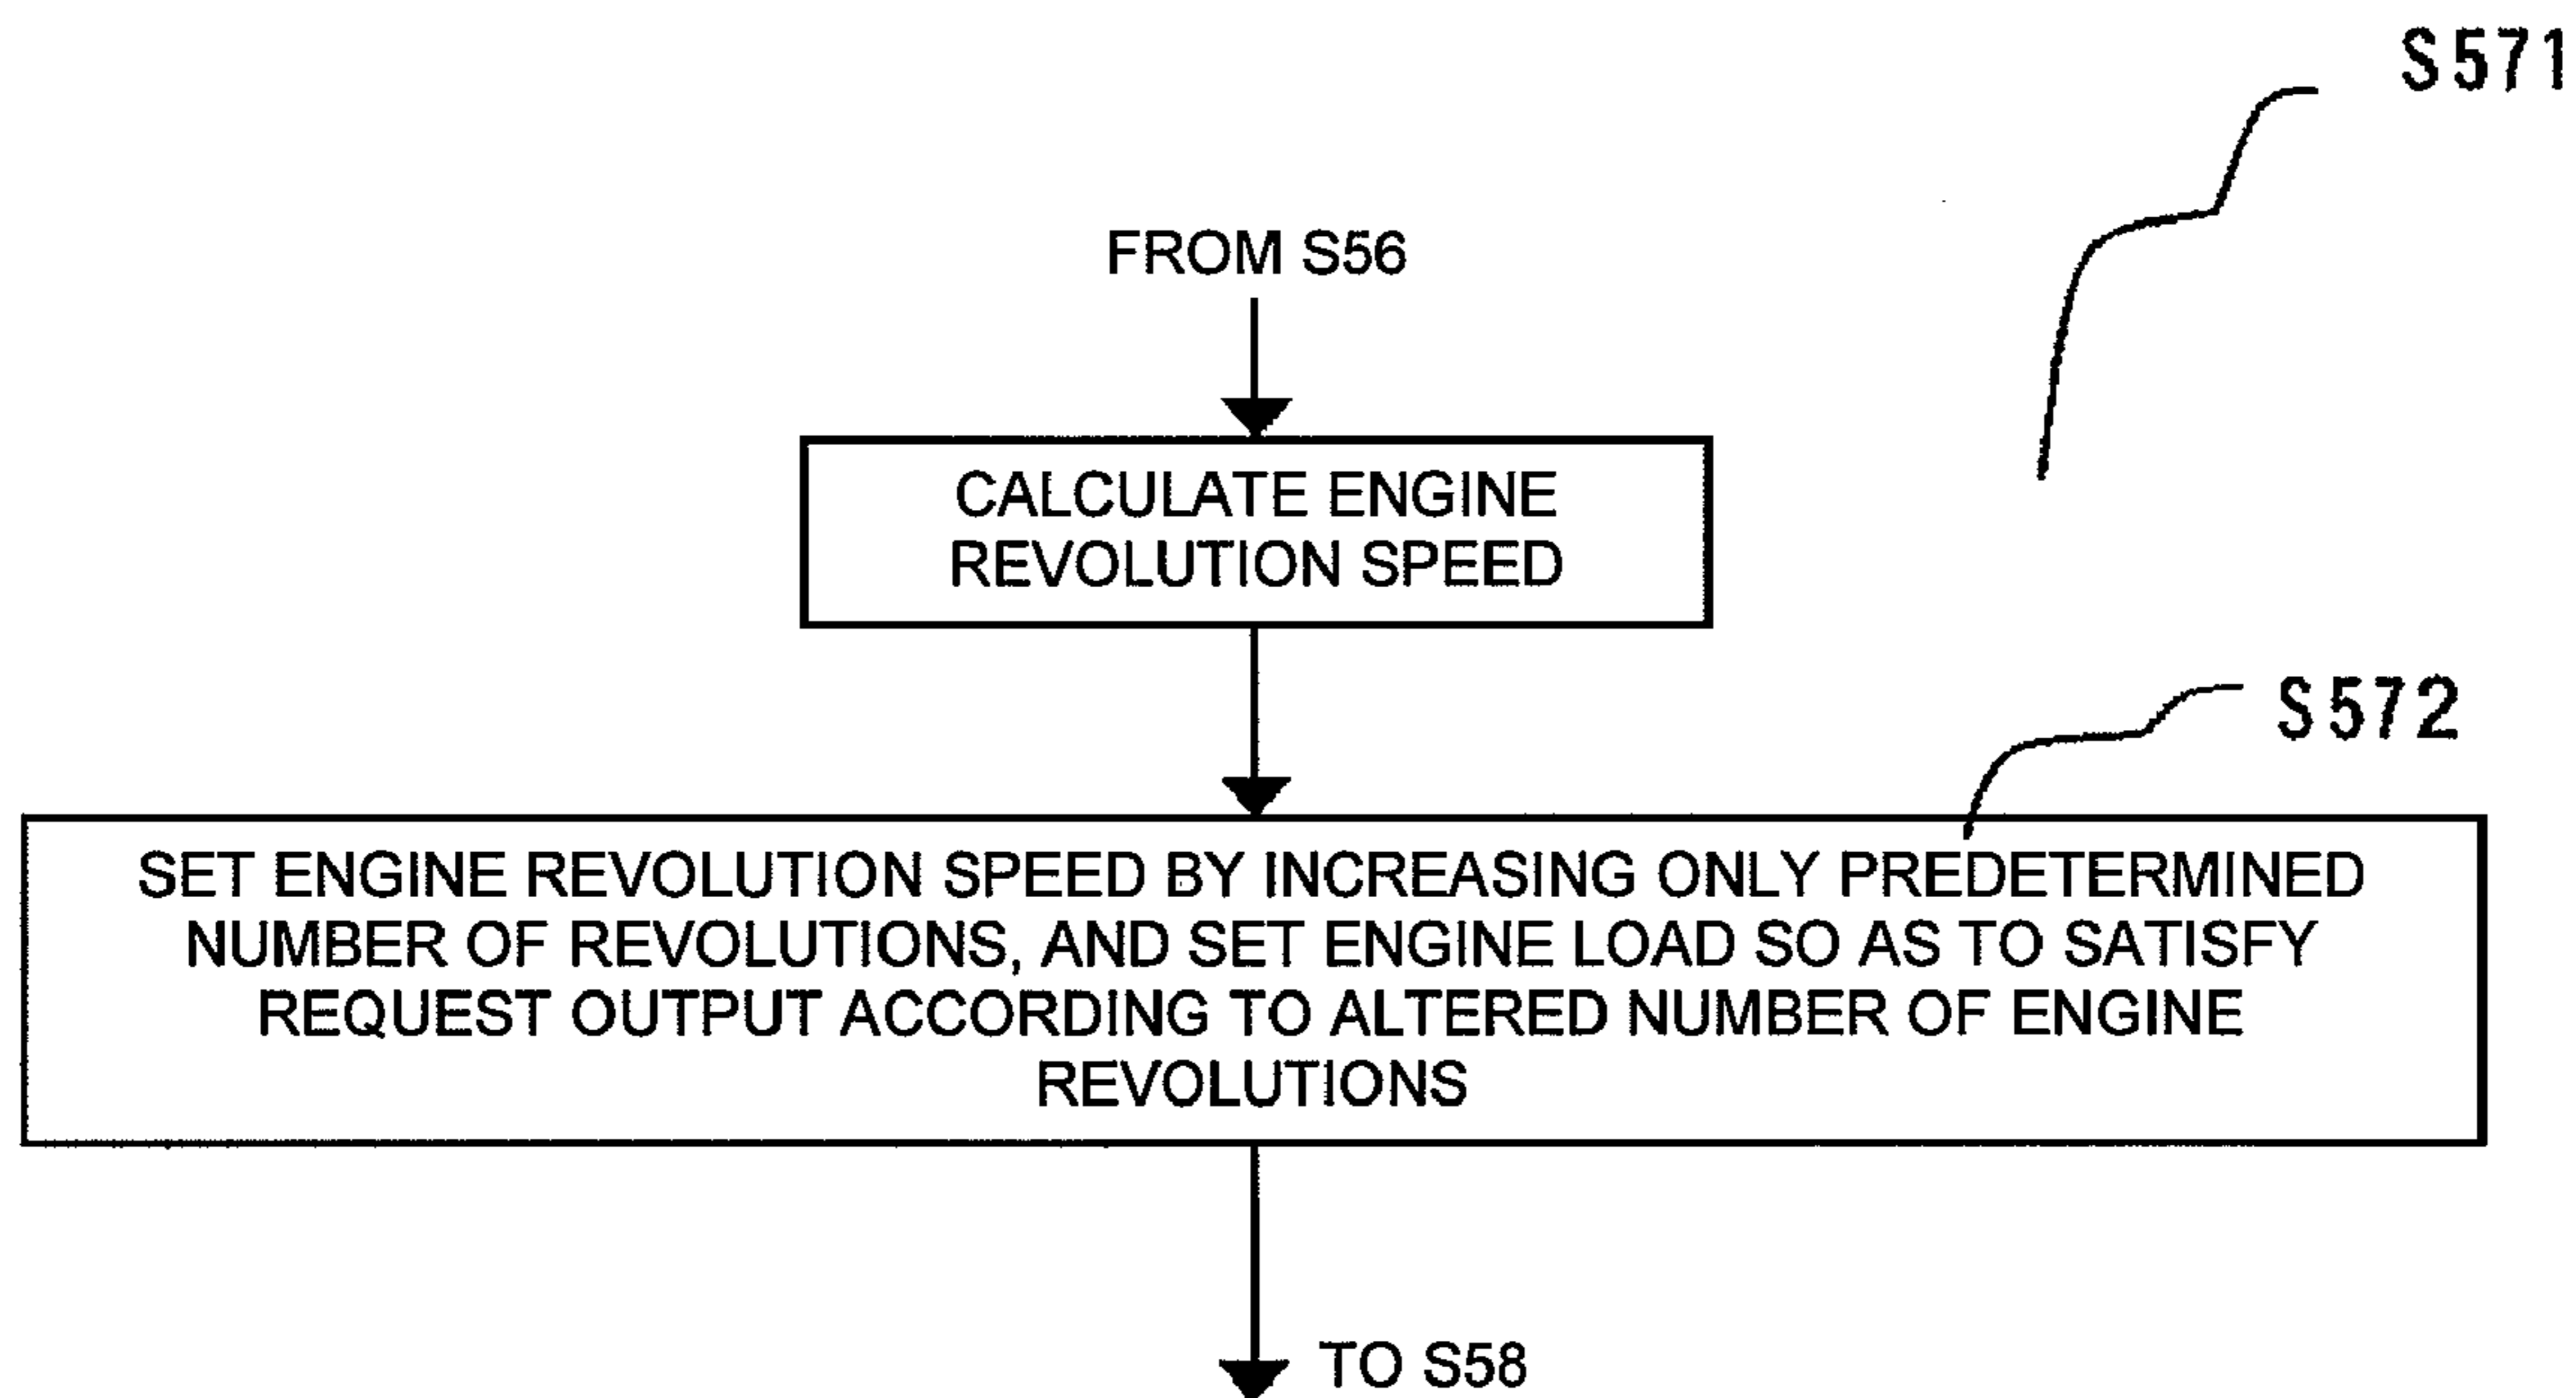 S571
FROM S56
CALCULATE ENGINE
REVOLUTION SPEED
S572
SET ENGINE REVOLUTION SPEED BY INCREASING ONLY PREDETERMINED
NUMBER OF REVOLUTIONS, AND SET ENGINE LOAD SO AS TO SATISFY
REQUEST OUTPUT ACCORDING TO ALTERED NUMBER OF ENGINE
REVOLUTIONS
TO S58